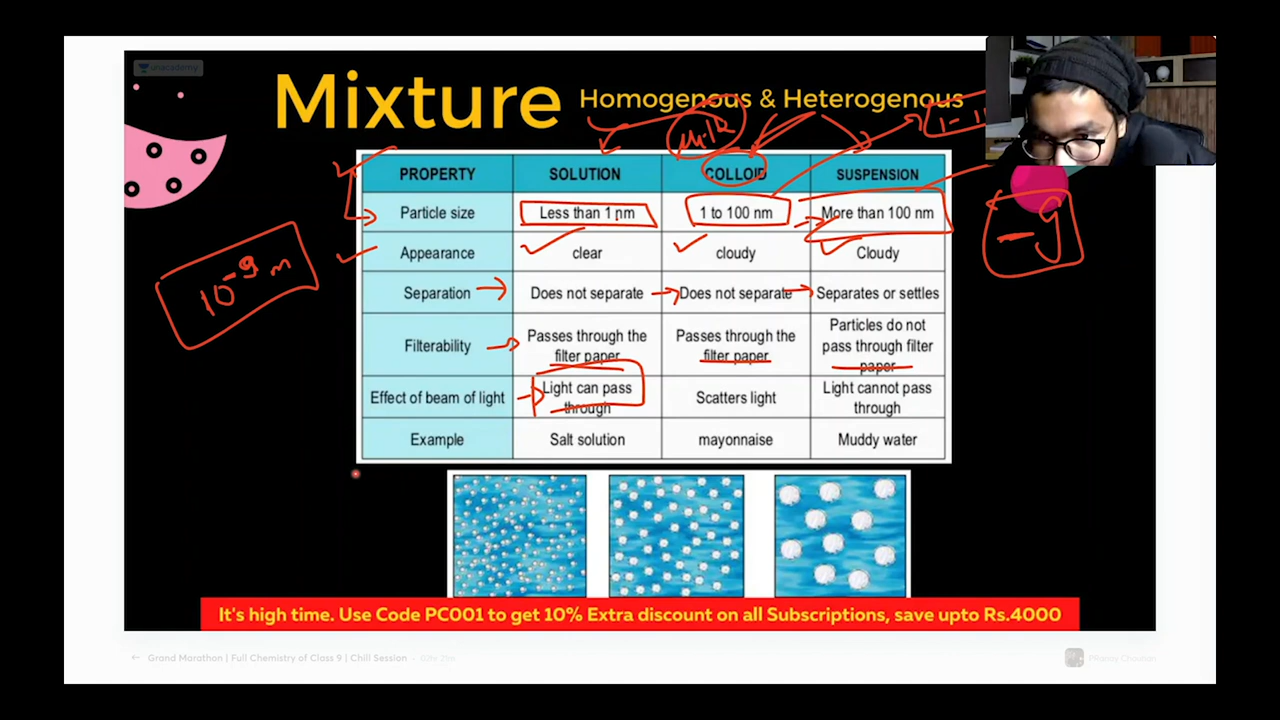 unacademy
Mixture Homogenous & Heterogenous
Milk
PROPERTY SOLUTION COLLOID SUSPENSION
Particle size Less than 1 nm 1 to 100 nm More than 100 nm
Appearance clear cloudy Cloudy
Separation Does not separate Does not separate Separates or settles
Filterability Passes through the filter paper Passes through the filter paper Particles do not pass through filter paper
Effect of beam of light Light can pass through Scatters light Light cannot pass through
Example Salt solution mayonnaise Muddy water
10⁻⁹ m
-9
It's high time. Use Code PC001 to get 10% Extra discount on all Subscriptions, save upto Rs.4000
Grand Marathon | Full Chemistry of Class 9 | Chill Session